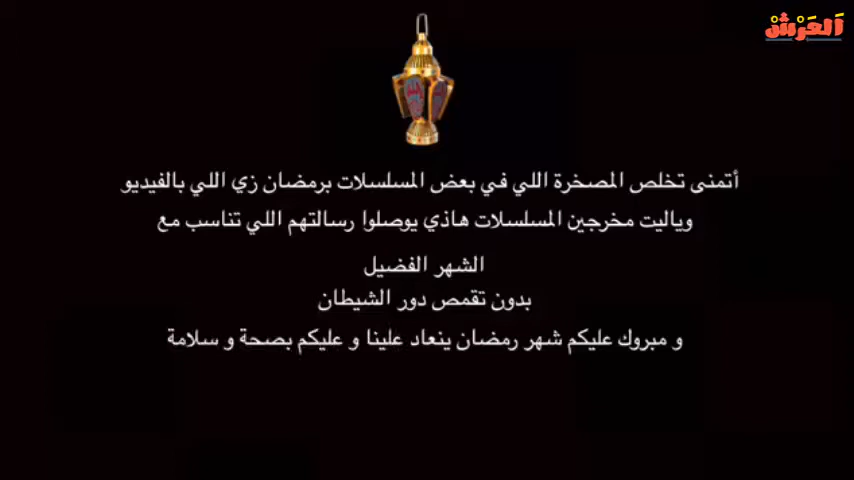 العَرْشْ
أتمنى تخلص المصخرة اللي في بعض المسلسلات برمضان زي اللي بالفيديو
وياليت مخرجين المسلسلات هاذي يوصلوا رسالتهم اللي تناسب مع
الشهر الفضيل
بدون تقمص دور الشيطان
و مبروك عليكم شهر رمضان ينعاد علينا و عليكم بصحة و سلامة